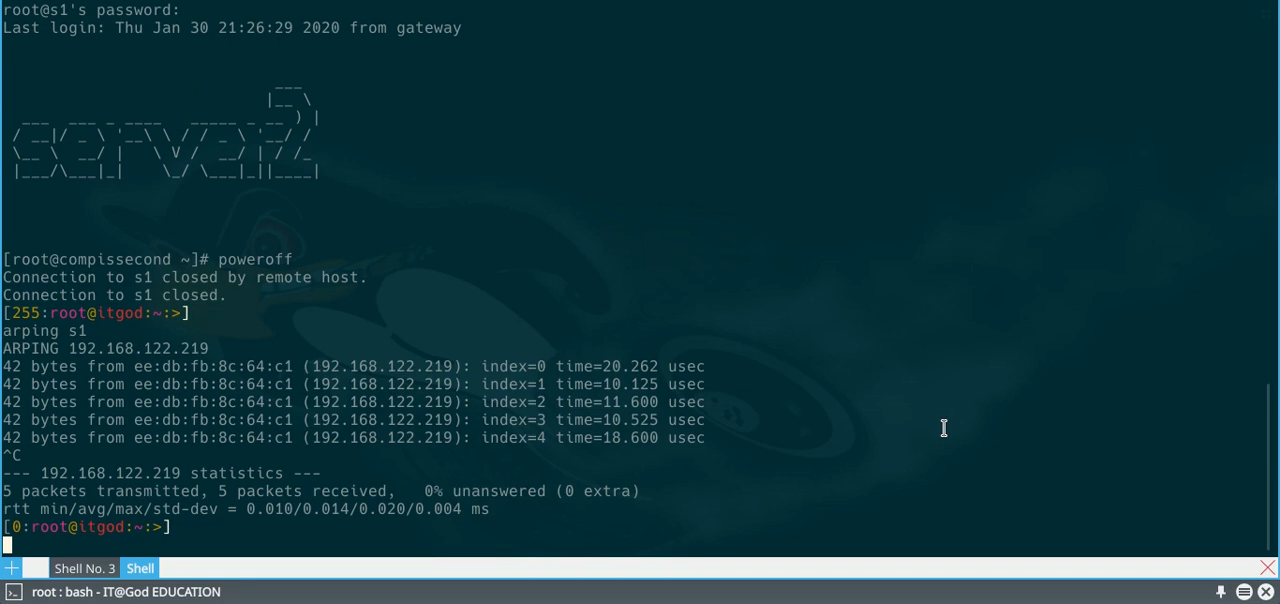 root@s1's password:
Last login: Thu Jan 30 21:26:29 2020 from gateway
server2
[root@compissecond ~]# poweroff
Connection to s1 closed by remote host.
Connection to s1 closed.
[255:root@itgod:~:>]
arping s1
ARPING 192.168.122.219
42 bytes from ee:db:fb:8c:64:c1 (192.168.122.219): index=0 time=20.262 usec
42 bytes from ee:db:fb:8c:64:c1 (192.168.122.219): index=1 time=10.125 usec
42 bytes from ee:db:fb:8c:64:c1 (192.168.122.219): index=2 time=11.600 usec
42 bytes from ee:db:fb:8c:64:c1 (192.168.122.219): index=3 time=10.525 usec
42 bytes from ee:db:fb:8c:64:c1 (192.168.122.219): index=4 time=18.600 usec
^C
--- 192.168.122.219 statistics ---
5 packets transmitted, 5 packets received,   0% unanswered (0 extra)
rtt min/avg/max/std-dev = 0.010/0.014/0.020/0.004 ms
[0:root@itgod:~:>]
Shell No. 3 Shell
root : bash - IT@God EDUCATION